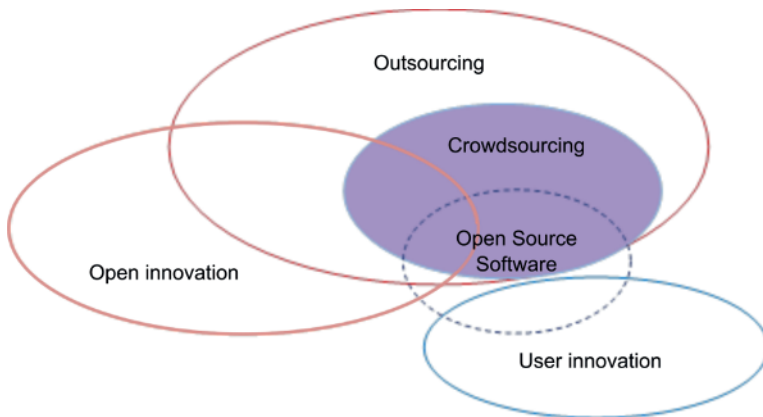 Outsourcing
Crowdsourcing
Open Source
Software
Open innovation
User innovation